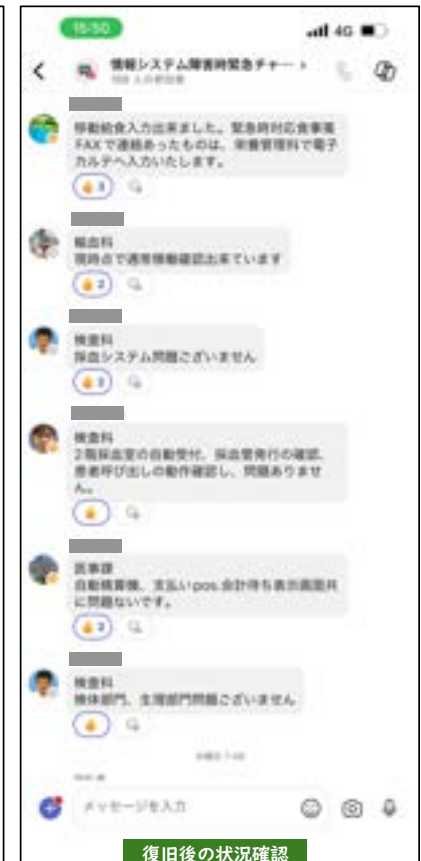 15:50
4G
情報システム障害時緊急チャー…
移動給食入力出来ました。緊急時対応食事箋
FAXで連絡あったものは、栄養管理科で電子
カルテへ入力いたします。
3
輸血科
現時点で通常稼働確認出来ています
2
検査科
採血システム問題ございません
3
検査科
2階採血室の自動受付、採血管発行の確認、
患者呼び出しの動作確認し、問題ありませ
ん。
医事課
自動精算機、支払いpos.会計待ち表示画面共
に問題ないです。
2
検査科
検体部門、生理部門問題ございません
メッセージを入力
復旧後の状況確認